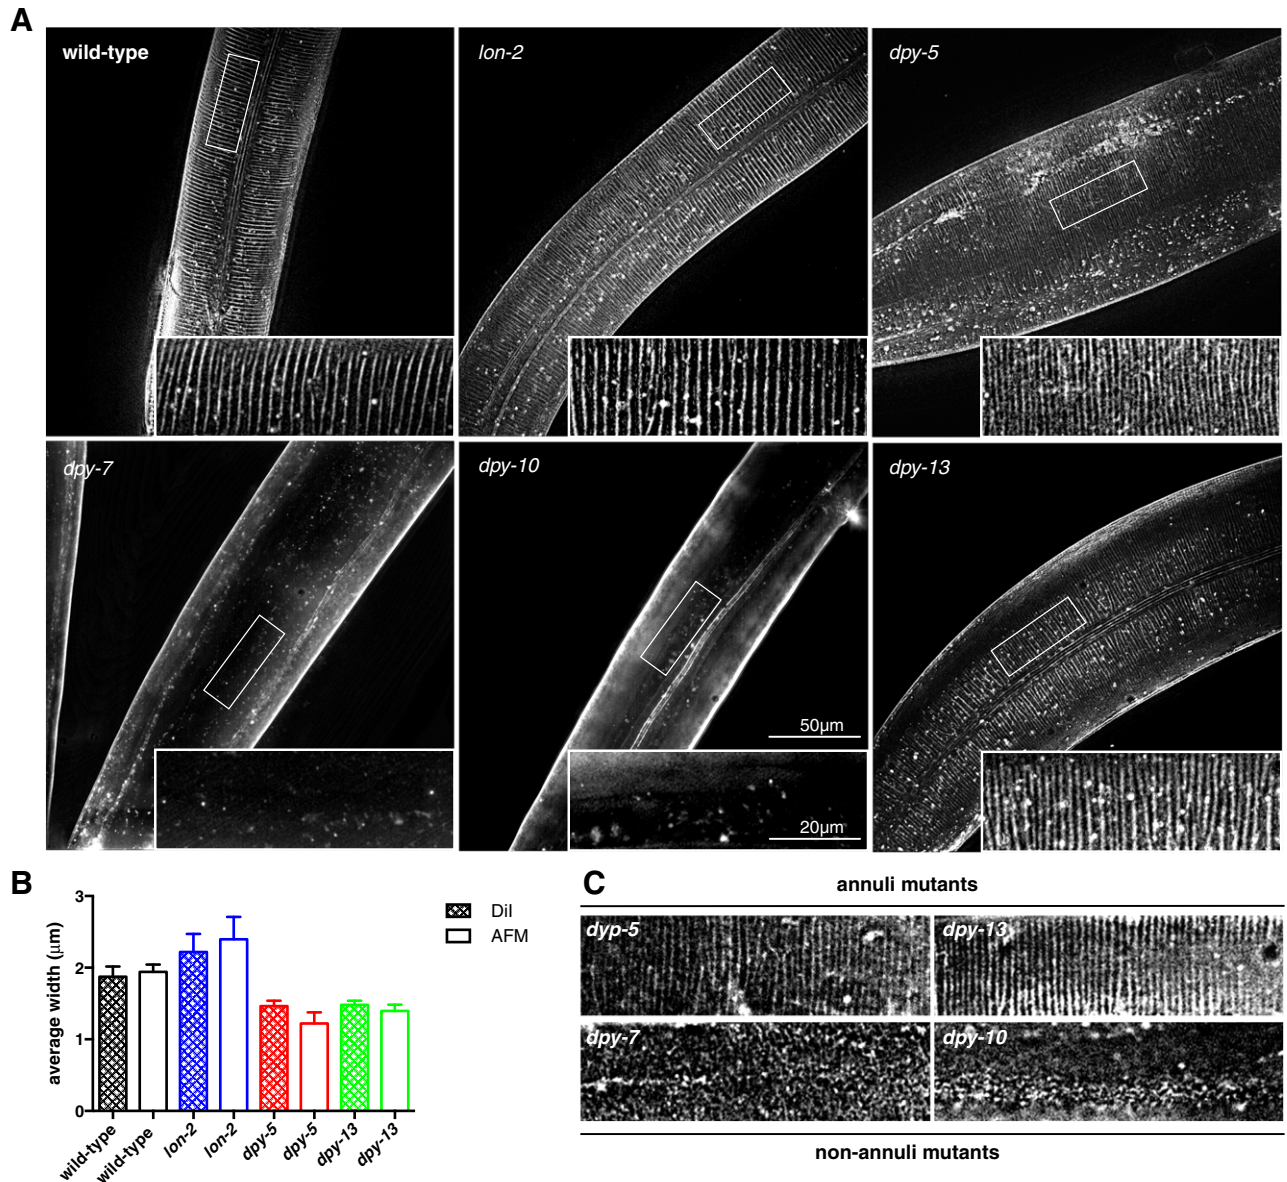 A
wild-type
lon-2
dpy-5
dpy-7
dpy-10
dpy-13
50µm
20µm
B
average width (µm)
3
2
1
0
wild-type
wild-type
lon-2
lon-2
dpy-5
dpy-5
dpy-13
dpy-13
DiI
AFM
C
annuli mutants
dyp-5
dpy-13
dpy-7
dpy-10
non-annuli mutants